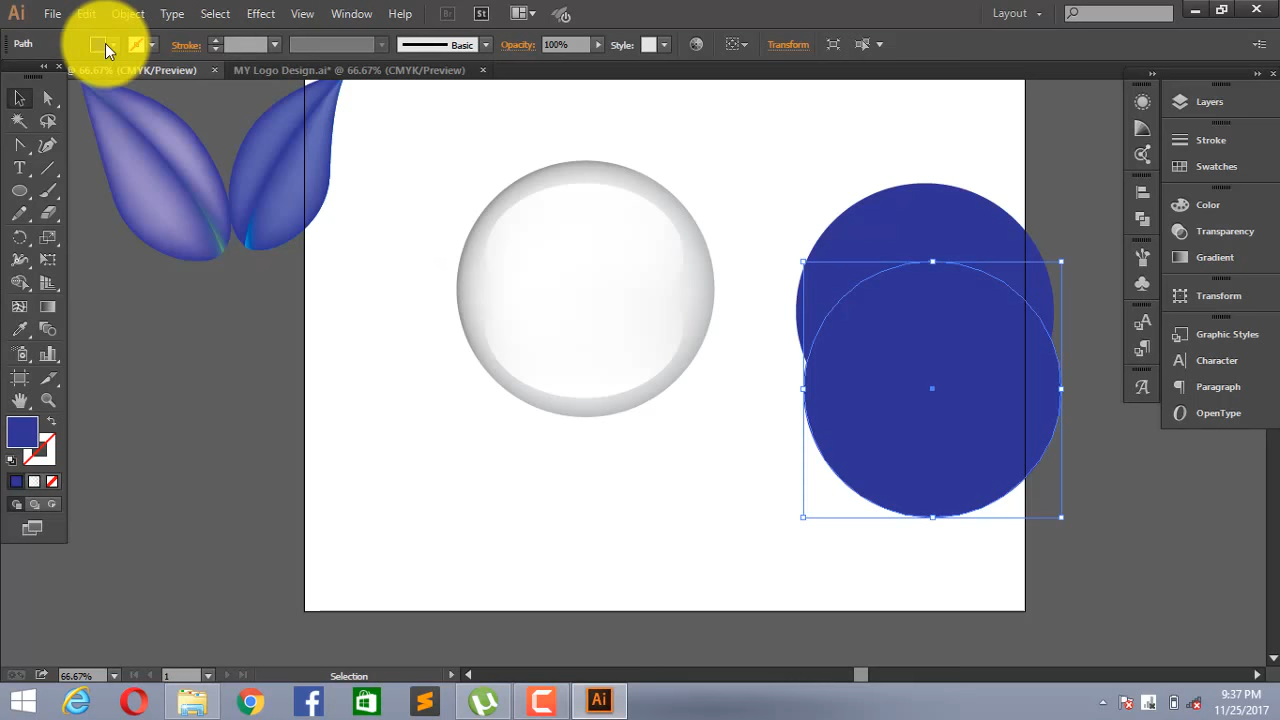 Ai File Edit Object Type Select Effect View Window Help Br St Layout
Path Stroke: Basic Opacity: 100% Style: Transform
@ 66.67% (CMYK/Preview) × MY Logo Design.ai* @ 66.67% (CMYK/Preview) ×
Layers
Stroke
Swatches
Color
Transparency
Gradient
Transform
Graphic Styles
Character
Paragraph
OpenType
66.67% 1 Selection
Ai
9:37 PM
11/25/2017